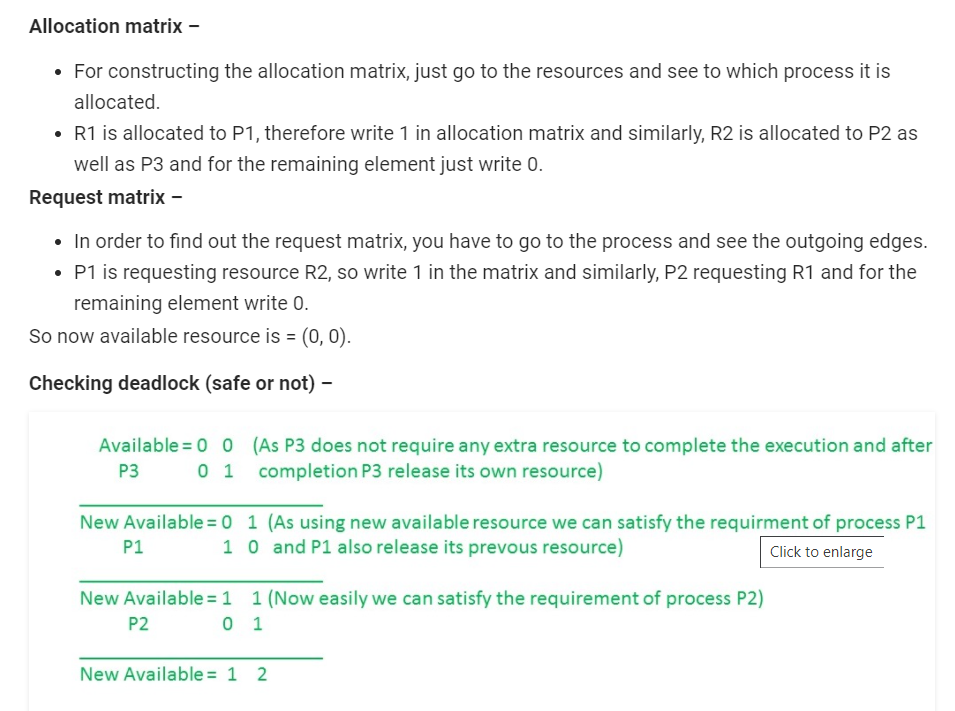 Allocation matrix –
• For constructing the allocation matrix, just go to the resources and see to which process it is
allocated.
• R1 is allocated to P1, therefore write 1 in allocation matrix and similarly, R2 is allocated to P2 as
well as P3 and for the remaining element just write 0.
Request matrix –
• In order to find out the request matrix, you have to go to the process and see the outgoing edges.
• P1 is requesting resource R2, so write 1 in the matrix and similarly, P2 requesting R1 and for the
remaining element write 0.
So now available resource is = (0, 0).
Checking deadlock (safe or not) –
Available = 0 0 (As P3 does not require any extra resource to complete the execution and after
P3 0 1 completion P3 release its own resource)
New Available = 0 1 (As using new available resource we can satisfy the requirment of process P1
P1 1 0 and P1 also release its prevous resource)
Click to enlarge
New Available = 1 1 (Now easily we can satisfy the requirement of process P2)
P2 0 1
New Available = 1 2